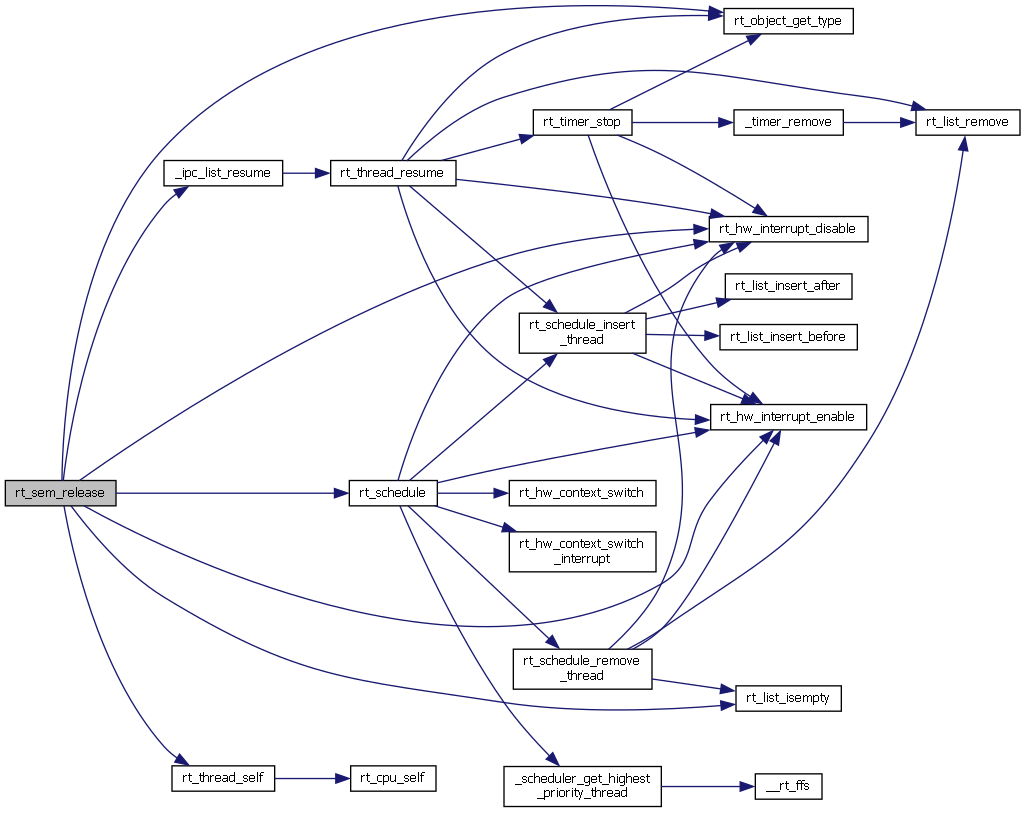 rt_object_get_type
rt_timer_stop
_timer_remove
rt_list_remove
_ipc_list_resume
rt_thread_resume
rt_hw_interrupt_disable
rt_list_insert_after
rt_schedule_insert
_thread
rt_list_insert_before
rt_hw_interrupt_enable
rt_sem_release
rt_schedule
rt_hw_context_switch
rt_hw_context_switch
_interrupt
rt_schedule_remove
_thread
rt_list_isempty
rt_thread_self
rt_cpu_self
_scheduler_get_highest
_priority_thread
__rt_ffs